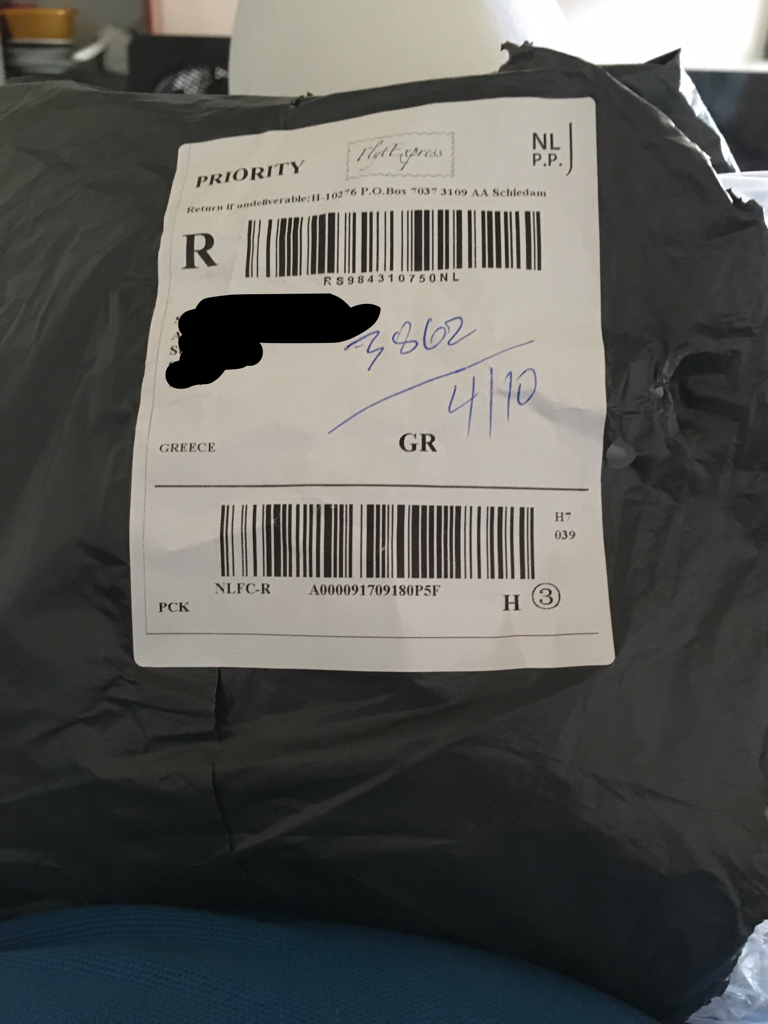 PRIORITY
FlytExpress
NL
P.P.
Return if undeliverable:H-10276 P.O.Box 7037 3109 AA Schiedam
R
RS984310750NL
3862
4/10
GREECE
GR
H7
039
NLFC-R A000091709180P5F
PCK
H 3